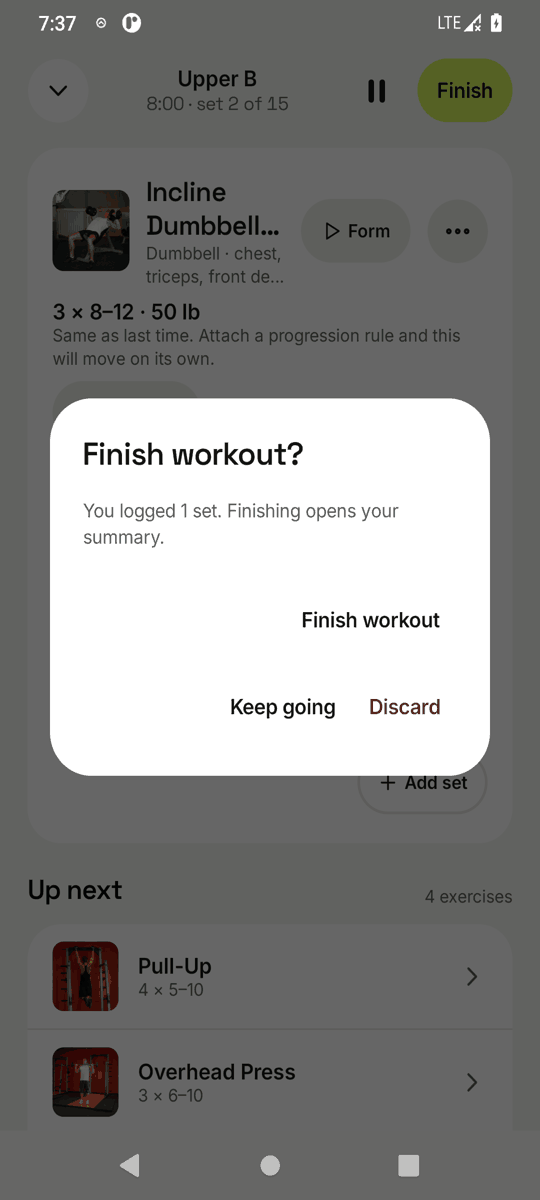 7:37
LTE
Upper B
8:00 · set 2 of 15
Finish
Incline
Dumbbell...
Dumbbell · chest,
triceps, front de...
Form
3 × 8–12 · 50 lb
Same as last time. Attach a progression rule and this
will move on its own.
Finish workout?
You logged 1 set. Finishing opens your
summary.
Finish workout
Keep going
Discard
+ Add set
Up next
4 exercises
Pull-Up
4 × 5–10
Overhead Press
3 × 6–10